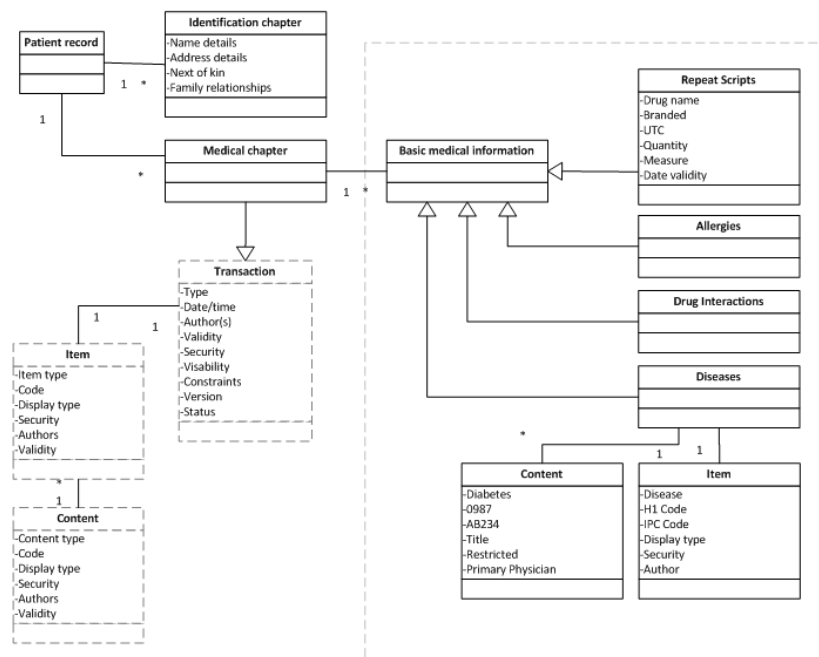 Patient record
1
*
1
Identification chapter
-Name details
-Address details
-Next of kin
-Family relationships
Medical chapter
*
1
*
Basic medical information
Repeat Scripts
-Drug name
-Branded
-UTC
-Quantity
-Measure
-Date validity
Allergies
Drug Interactions
Diseases
*
1
1
Content
-Diabetes
-0987
-AB234
-Title
-Restricted
-Primary Physician
Item
-Disease
-H1 Code
-IPC Code
-Display type
-Security
-Author
Transaction
-Type
-Date/time
-Author(s)
-Validity
-Security
-Visability
-Constraints
-Version
-Status
1
1
Item
-Item type
-Code
-Display type
-Security
-Authors
-Validity
*
1
Content
-Content type
-Code
-Display type
-Security
-Authors
-Validity